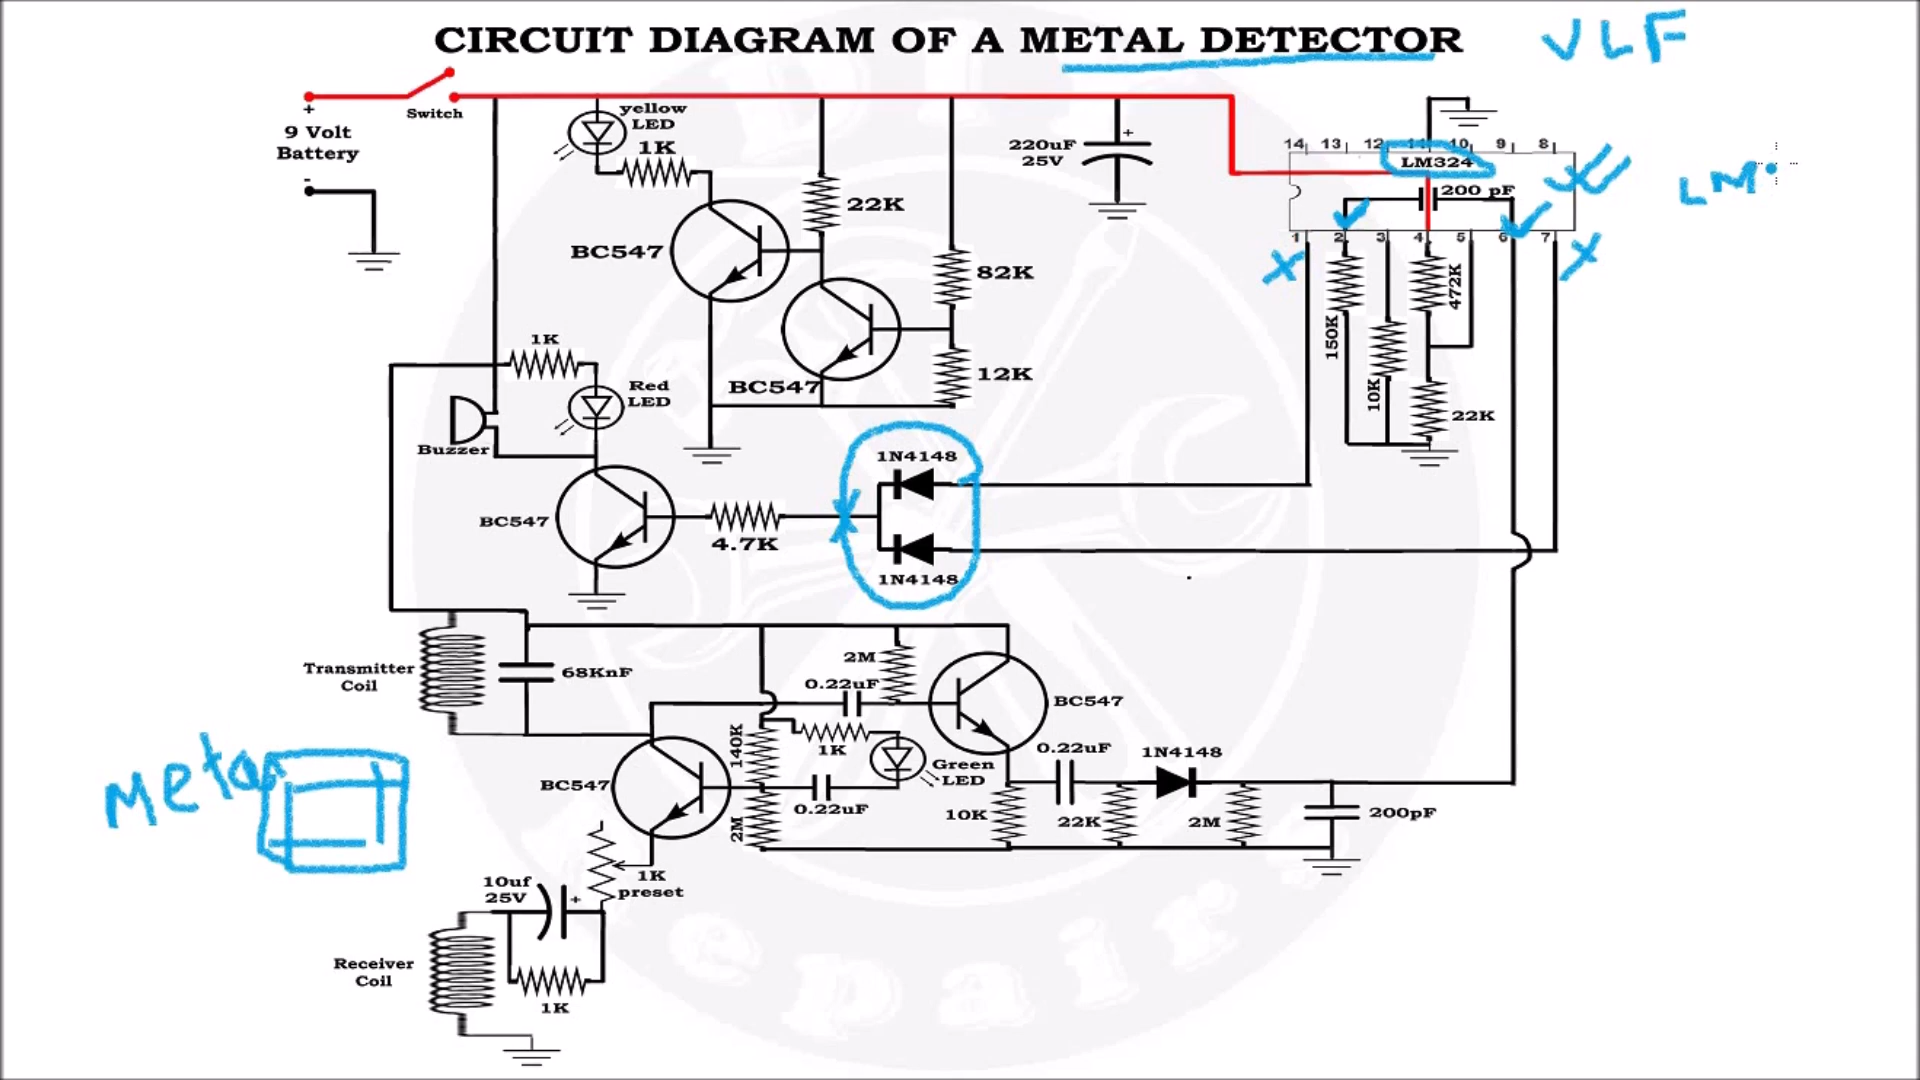 CIRCUIT DIAGRAM OF A METAL DETECTOR
VLF
+
9 Volt
Battery
-
Switch
yellow
LED
1K
22K
BC547
82K
BC547
12K
220uF
25V
+
14 13 12 11 10 9 8
LM324
200 pF
1 2 3 4 5 6 7
LM
150K
10K
472K
22K
1K
Red
LED
Buzzer
BC547
4.7K
1N4148
1N4148
Transmitter
Coil
68KnF
2M
0.22uF
BC547
140K
1K
Green
LED
0.22uF
1N4148
BC547
0.22uF
2M
10K
22K
2M
200pF
Metal
1K
preset
10uf
25V
+
Receiver
Coil
1K
Repair